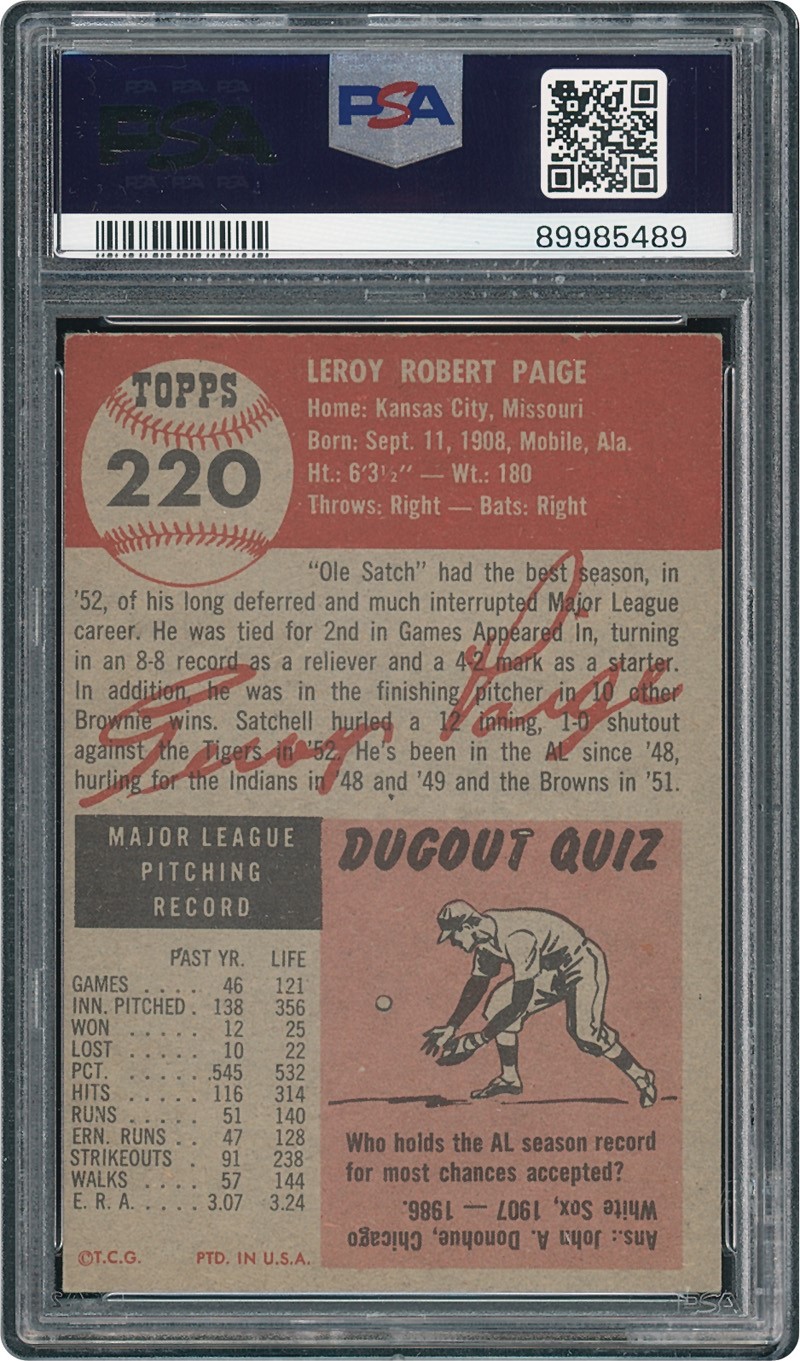 PSA PSA PSA
PSA
PSA PSA PSA
PSA
89985489
TOPPS
220
LEROY ROBERT PAIGE
Home: Kansas City, Missouri
Born: Sept. 11, 1908, Mobile, Ala.
Ht.: 6'3½" — Wt.: 180
Throws: Right — Bats: Right
"Ole Satch" had the best season, in
'52, of his long deferred and much interrupted Major League
career. He was tied for 2nd in Games Appeared In, turning
in an 8-8 record as a reliever and a 4-2 mark as a starter.
In addition, he was in the finishing pitcher in 10 other
Brownie wins. Satchell hurled a 12 inning, 1-0 shutout
against the Tigers in '52. He's been in the AL since '48,
hurling for the Indians in '48 and '49 and the Browns in '51.
Leroy Paige
MAJOR LEAGUE
PITCHING
RECORD
PAST YR. LIFE
GAMES . . . . 46 121
INN. PITCHED . 138 356
WON . . . . . 12 25
LOST . . . . . 10 22
PCT. . . . . . .545 532
HITS . . . . . 116 314
RUNS . . . . . 51 140
ERN. RUNS . . 47 128
STRIKEOUTS . 91 238
WALKS . . . . 57 144
E. R. A. . . . . 3.07 3.24
©T.C.G. PTD. IN U.S.A.
DUGOUT QUIZ
Who holds the AL season record
for most chances accepted?
Ans.: John A. Donohue, Chicago
White Sox, 1907 — 1986.
PSA